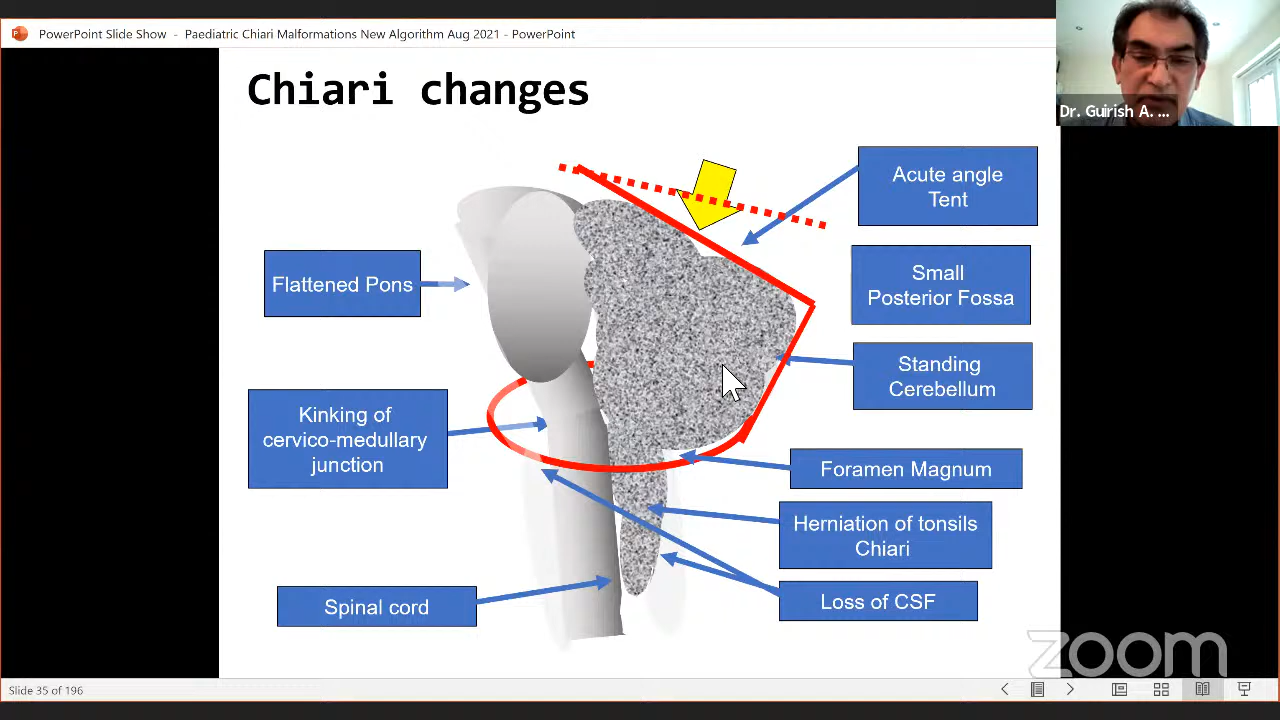 PowerPoint Slide Show - Paediatric Chiari Malformations New Algorithm Aug 2021 - PowerPoint
Chiari changes
Dr. Guirish A. ...
Acute angle
Tent
Flattened Pons
Small
Posterior Fossa
Standing
Cerebellum
Kinking of
cervico-medullary
junction
Foramen Magnum
Herniation of tonsils
Chiari
Spinal cord
Loss of CSF
zoom
Slide 35 of 196